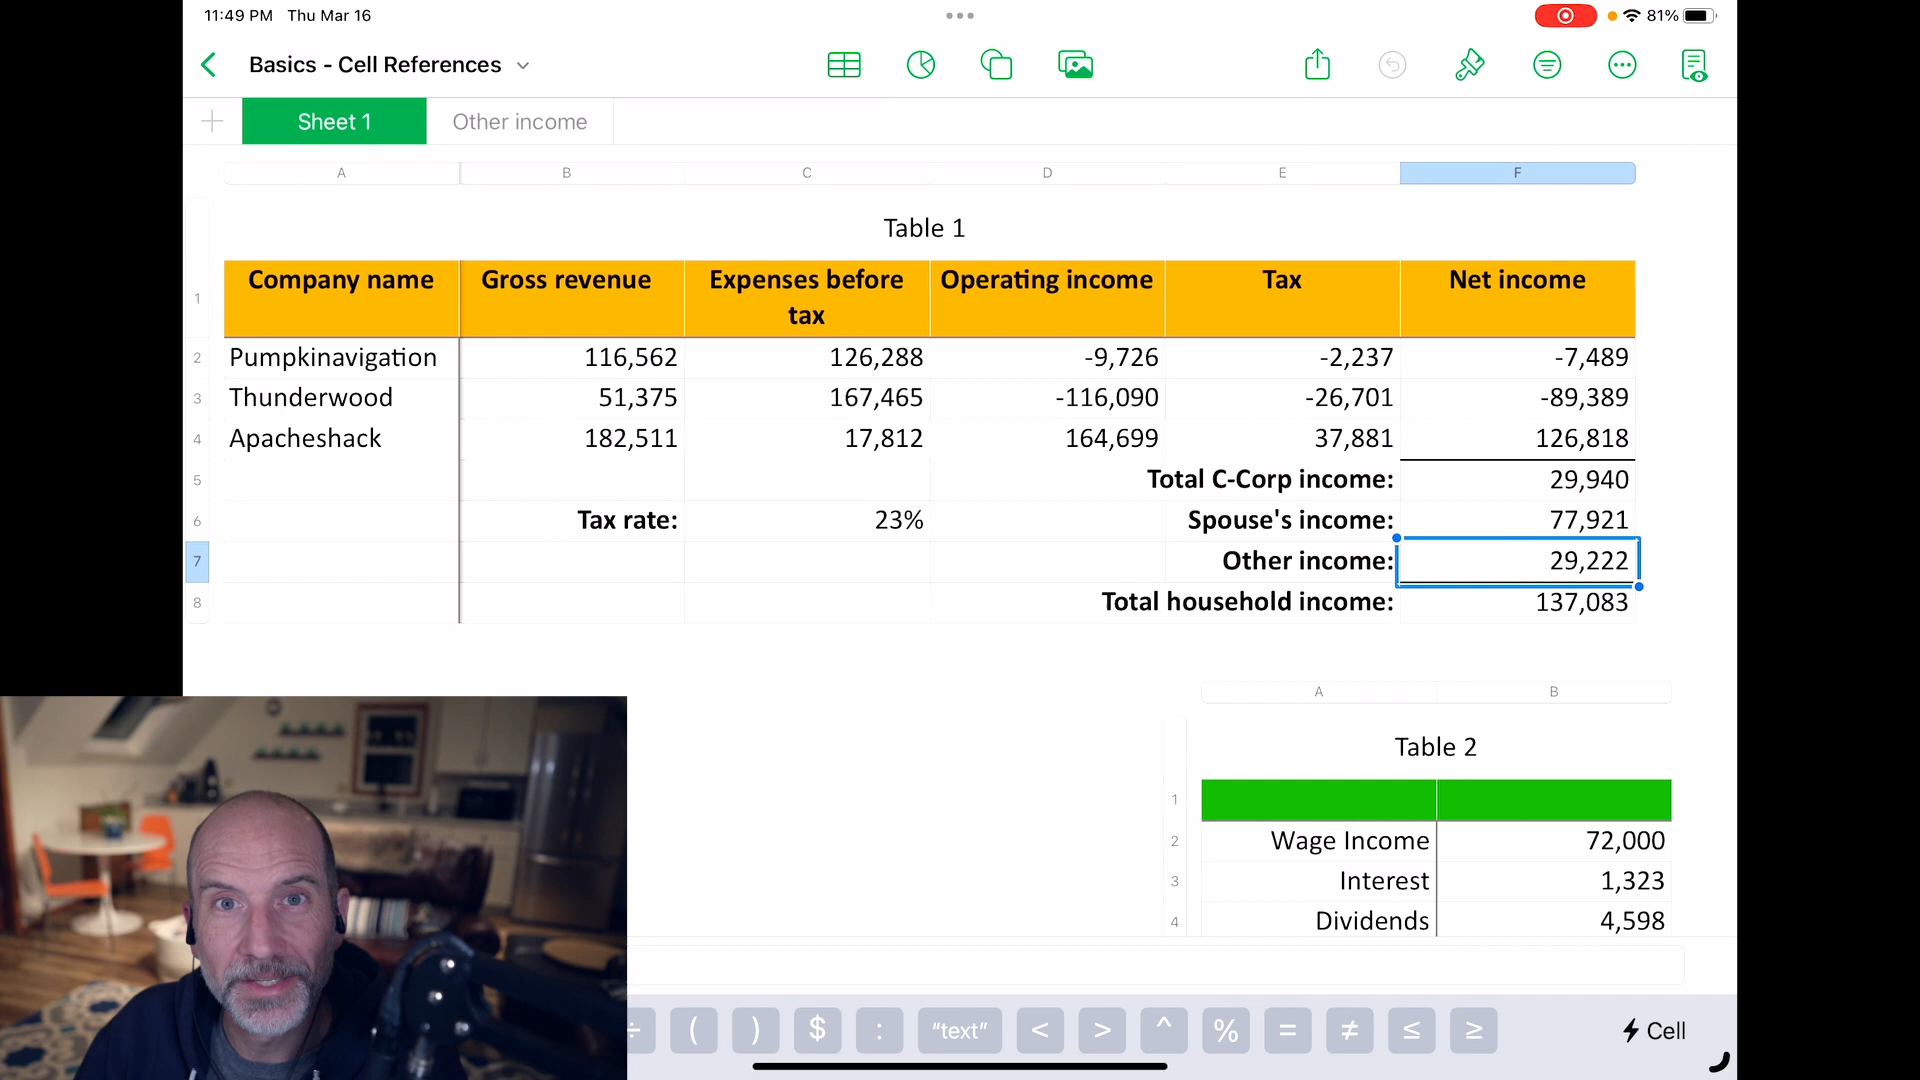 11:49 PM Thu Mar 16
81%
Basics - Cell References
Sheet 1 Other income
A B C D E F
Table 1
1 Company name Gross revenue Expenses before tax Operating income Tax Net income
2 Pumpkinavigation 116,562 126,288 -9,726 -2,237 -7,489
3 Thunderwood 51,375 167,465 -116,090 -26,701 -89,389
4 Apacheshack 182,511 17,812 164,699 37,881 126,818
5 Total C-Corp income: 29,940
6 Tax rate: 23% Spouse's income: 77,921
7 Other income: 29,222
8 Total household income: 137,083
A B
Table 2
1
2 Wage Income 72,000
3 Interest 1,323
4 Dividends 4,598
÷ ( ) $ : “text” < > ^ % = ≠ ≤ ≥ Cell